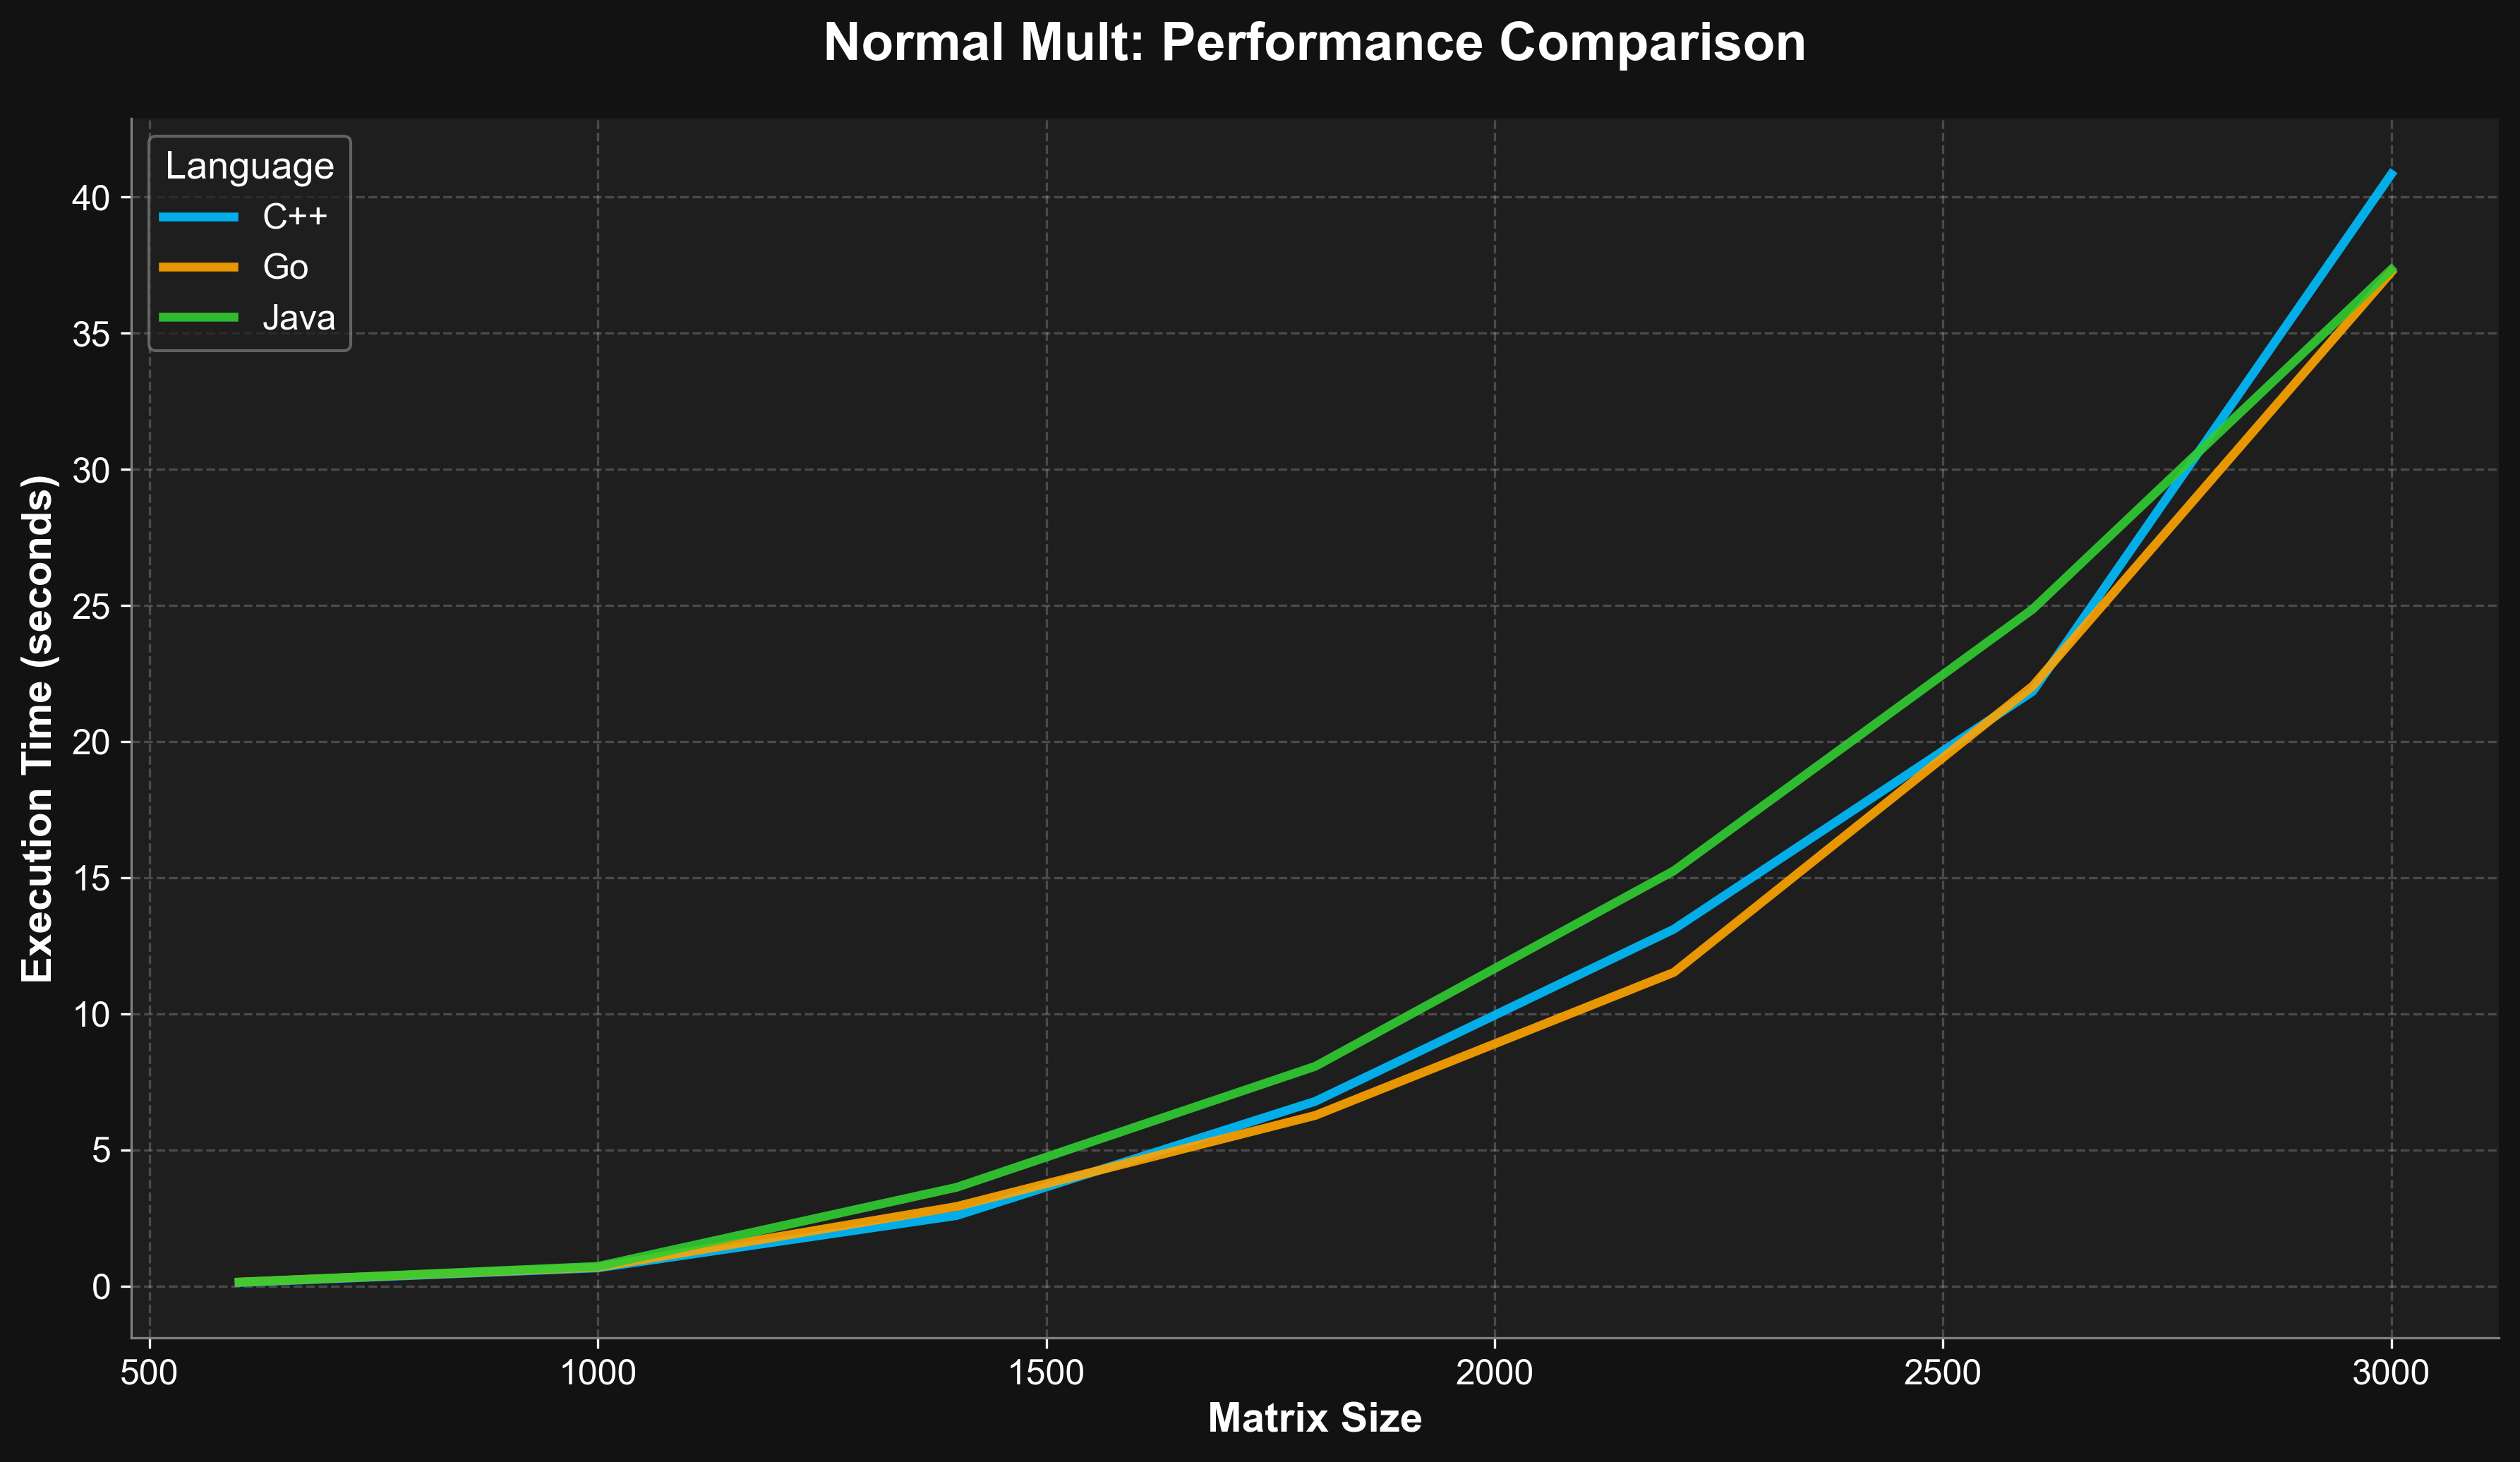 Normal Mult: Performance Comparison
Language
C++
Go
Java
40
35
30
25
20
15
10
5
0
Execution Time (seconds)
500 1000 1500 2000 2500 3000
Matrix Size